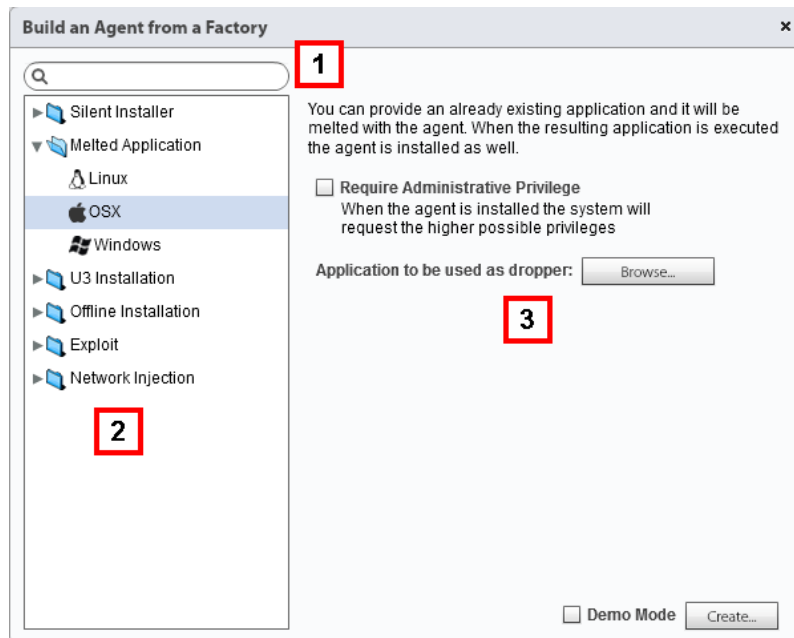 Build an Agent from a Factory
×
1
Silent Installer
Melted Application
Linux
OSX
Windows
U3 Installation
Offline Installation
Exploit
Network Injection
2
You can provide an already existing application and it will be
melted with the agent. When the resulting application is executed
the agent is installed as well.
Require Administrative Privilege
When the agent is installed the system will
request the higher possible privileges
Application to be used as dropper: Browse...
3
Demo Mode Create...